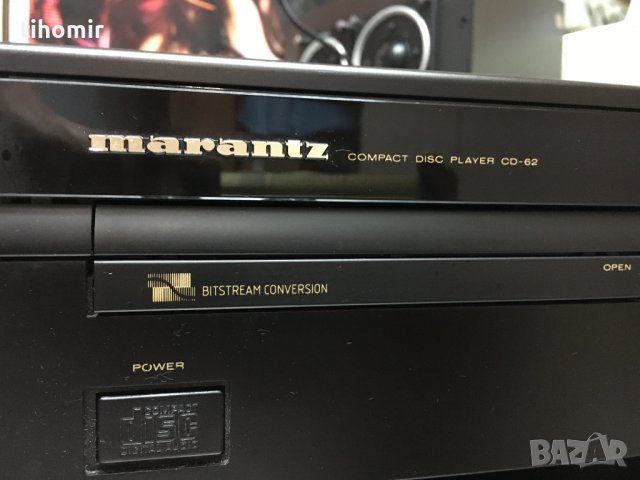 tihomir
marantz COMPACT DISC PLAYER CD-62
OPEN
BITSTREAM CONVERSION
POWER
COMPACT
disc
DIGITAL AUDIO
BAZAR